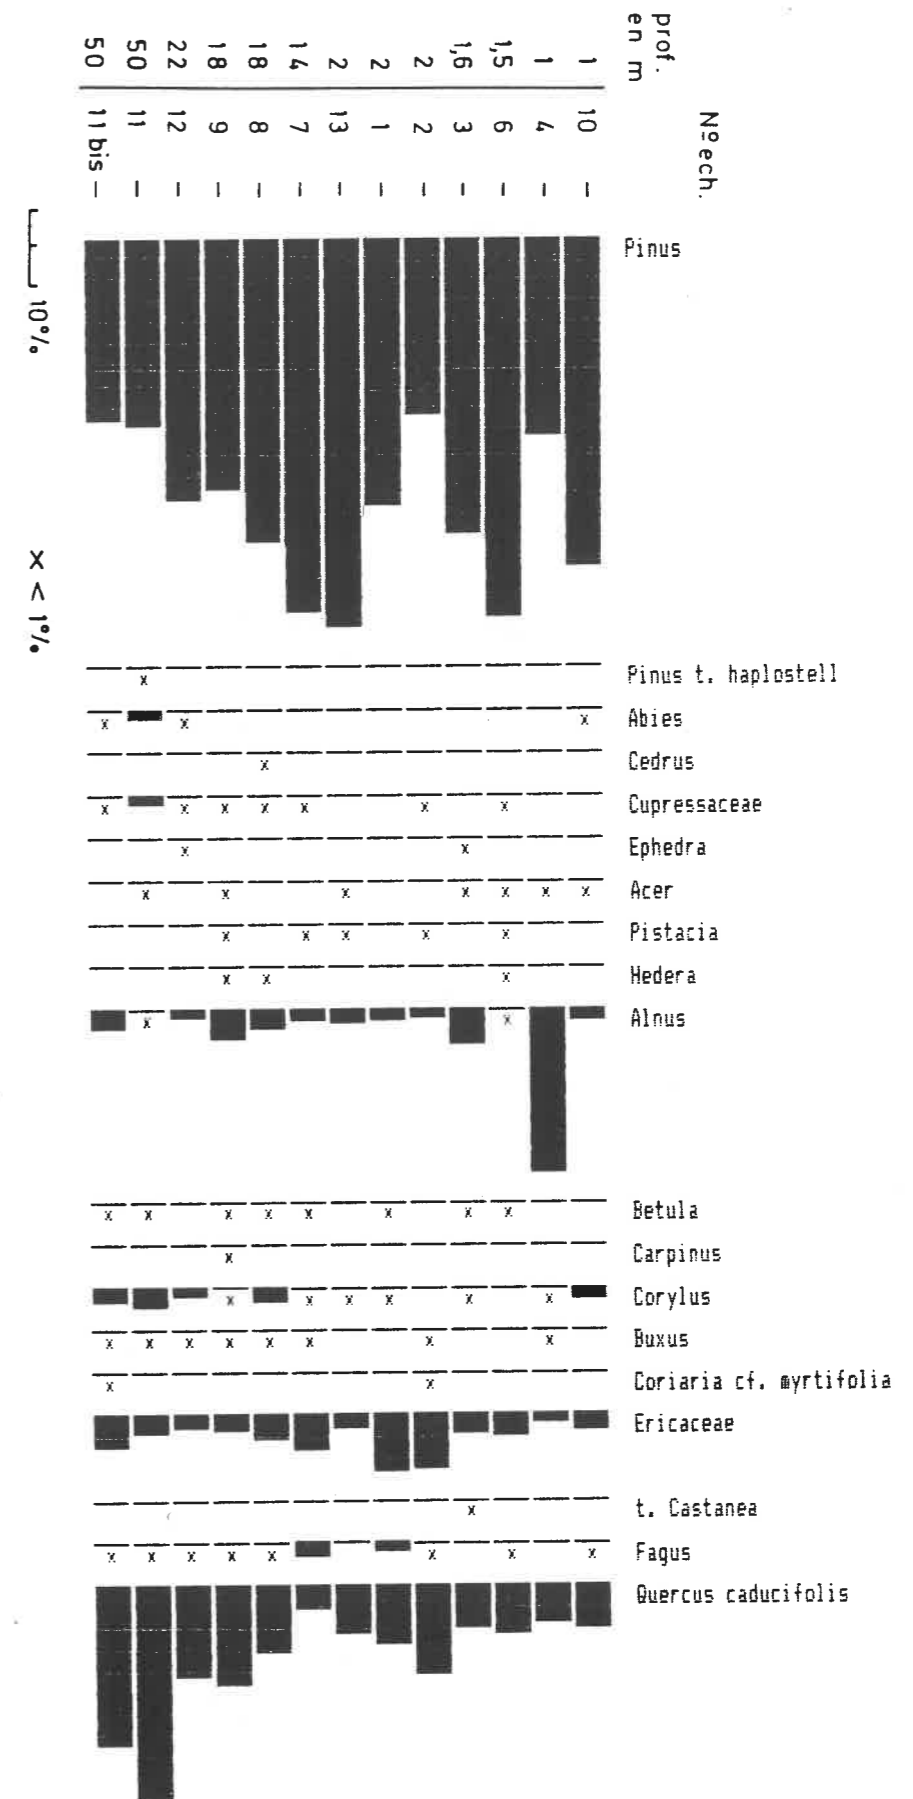 prof.
en m
50 50 22 18 18 14 2 2 2 1,6 1,5 1 1
Nº ech.
11 bis 11 12 9 8 7 13 1 2 3 6 4 10
10%
x < 1%
Pinus
Pinus t. haplostell
x
Abies
x x x
Cedrus
x
Cupressaceae
x x x x x x x
Ephedra
x x
Acer
x x x x x x x
Pistacia
x x x x x
Hedera
x x x
Alnus
x x
Betula
x x x x x x x x
Carpinus
x
Corylus
x x x x x x
Buxus
x x x x x x x x
Coriaria cf. myrtifolia
x x
Ericaceae
t. Castanea
x
Fagus
x x x x x x x x
Quercus caducifolis